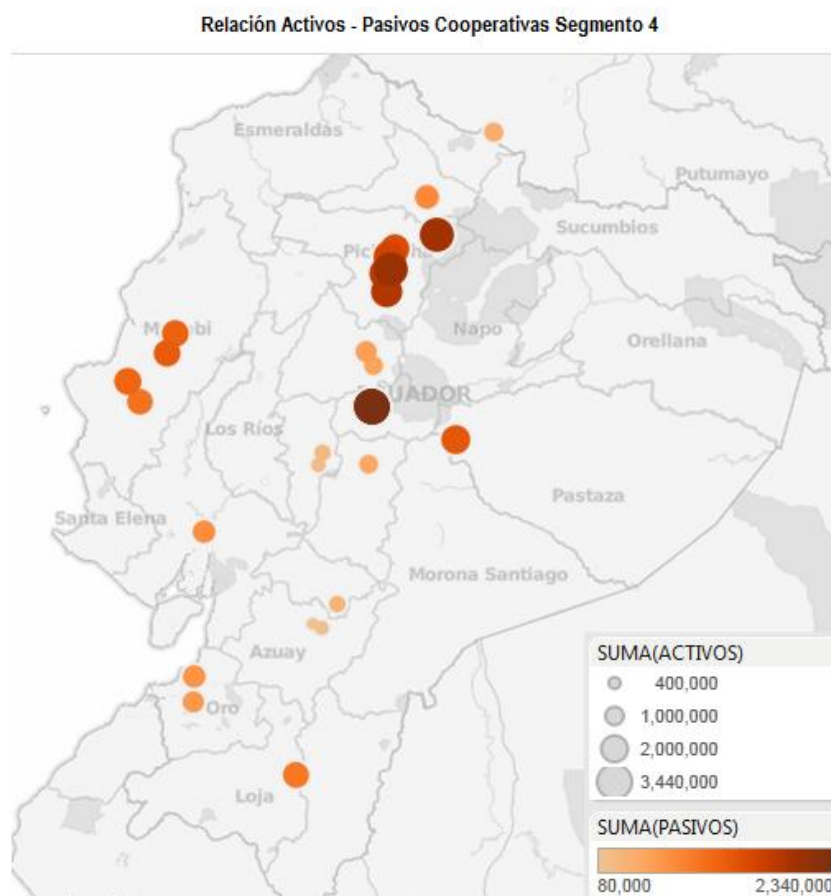 Relación Activos - Pasivos Cooperativas Segmento 4
Esmeraldas
Putumayo
Sucumbios
Napo
Orellana
UADOR
Los Ríos
Pastaza
Santa Elena
Morona Santiago
Azuay
Oro
Loja
SUMA(ACTIVOS)
400,000
1,000,000
2,000,000
3,440,000
SUMA(PASIVOS)
80,000
2,340,000